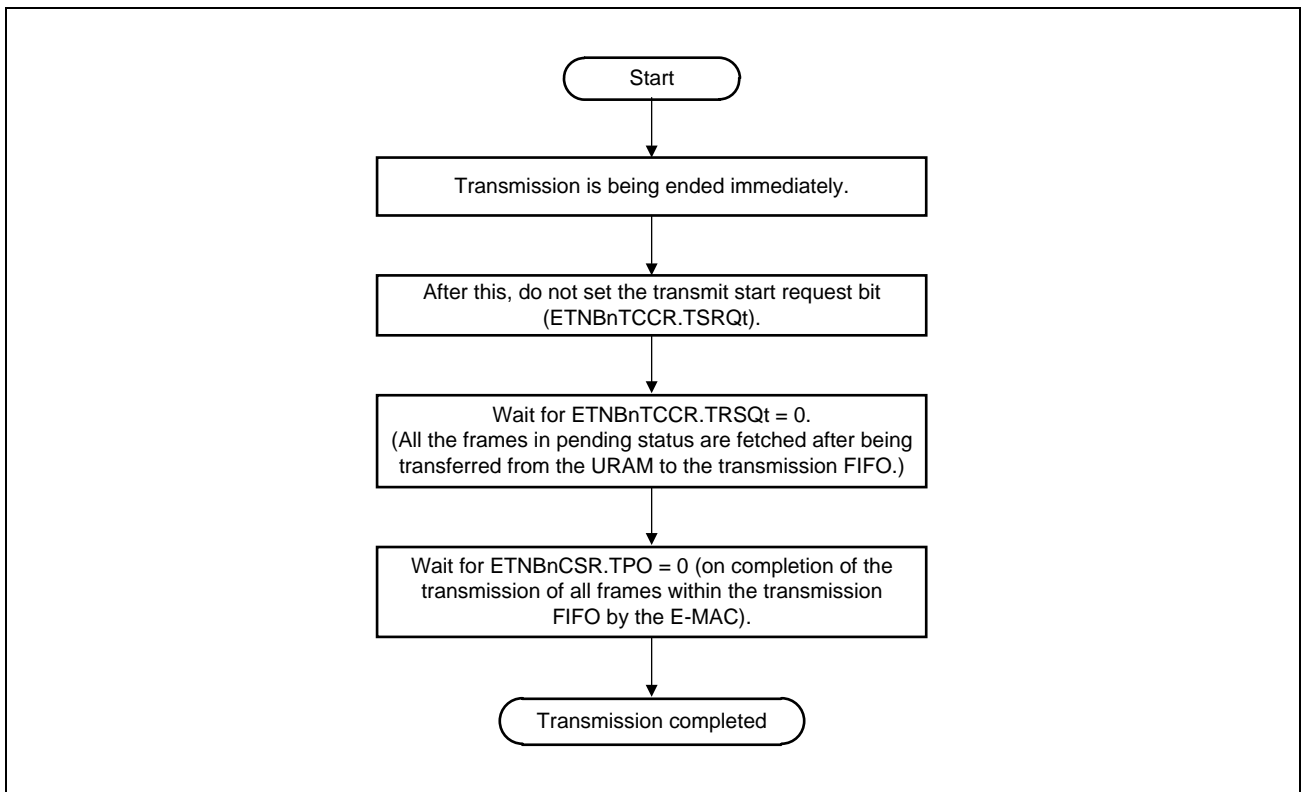 Start
Transmission is being ended immediately.
After this, do not set the transmit start request bit
(ETNBnTCCR.TSRQt).
Wait for ETNBnTCCR.TRSQt = 0.
(All the frames in pending status are fetched after being
transferred from the URAM to the transmission FIFO.)
Wait for ETNBnCSR.TPO = 0 (on completion of the
transmission of all frames within the transmission
FIFO by the E-MAC).
Transmission completed